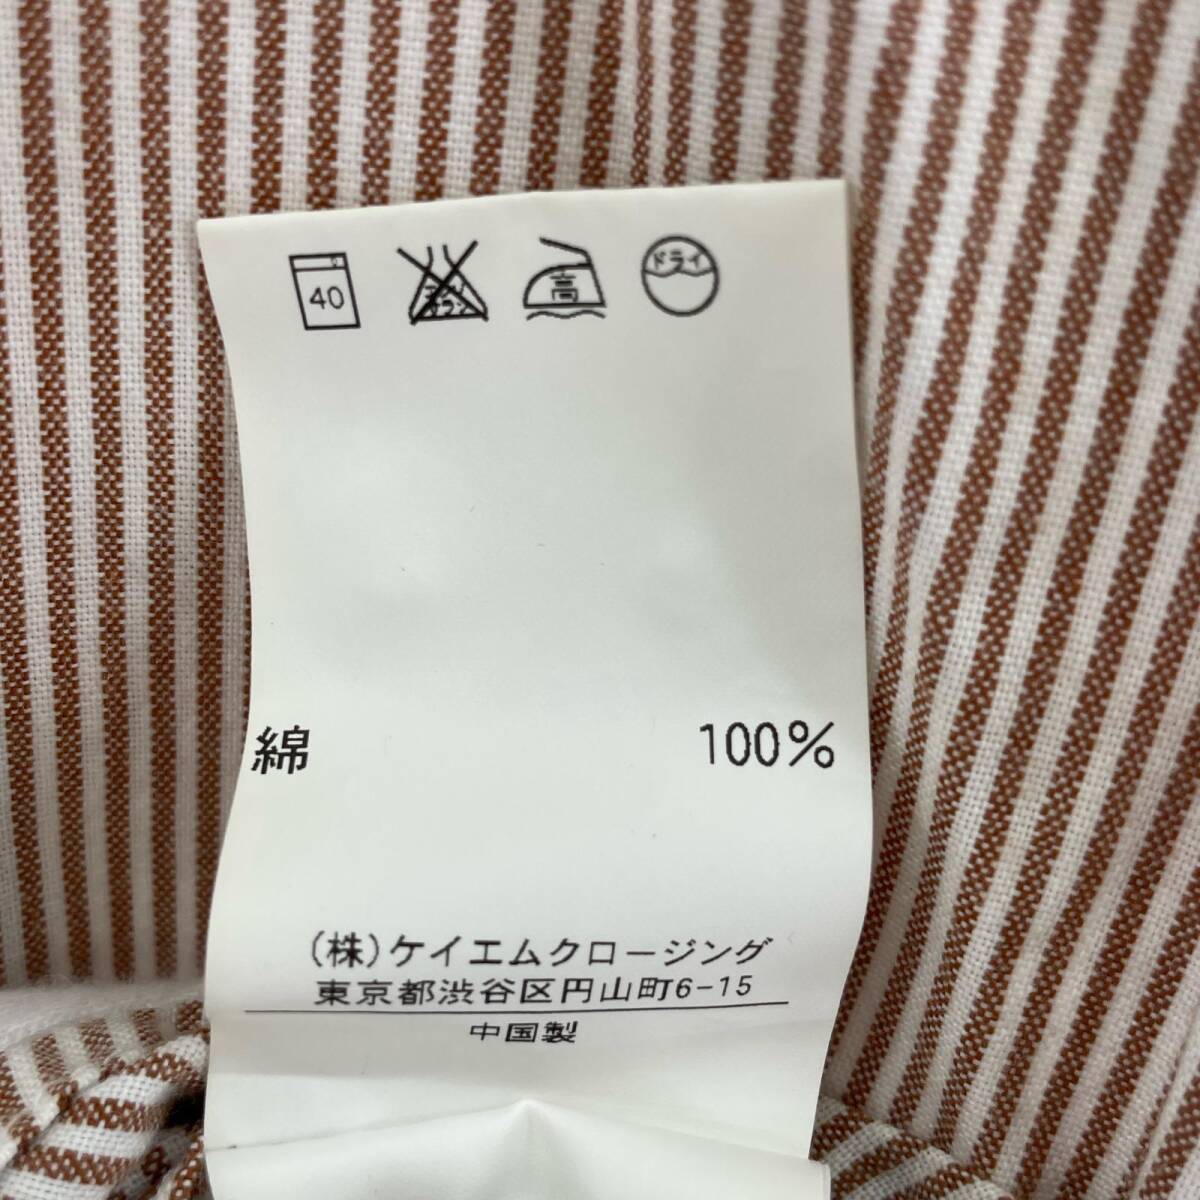 40 高 ドライ
綿 100%
(株)ケイエムクロージング
東京都渋谷区円山町6-15
中国製